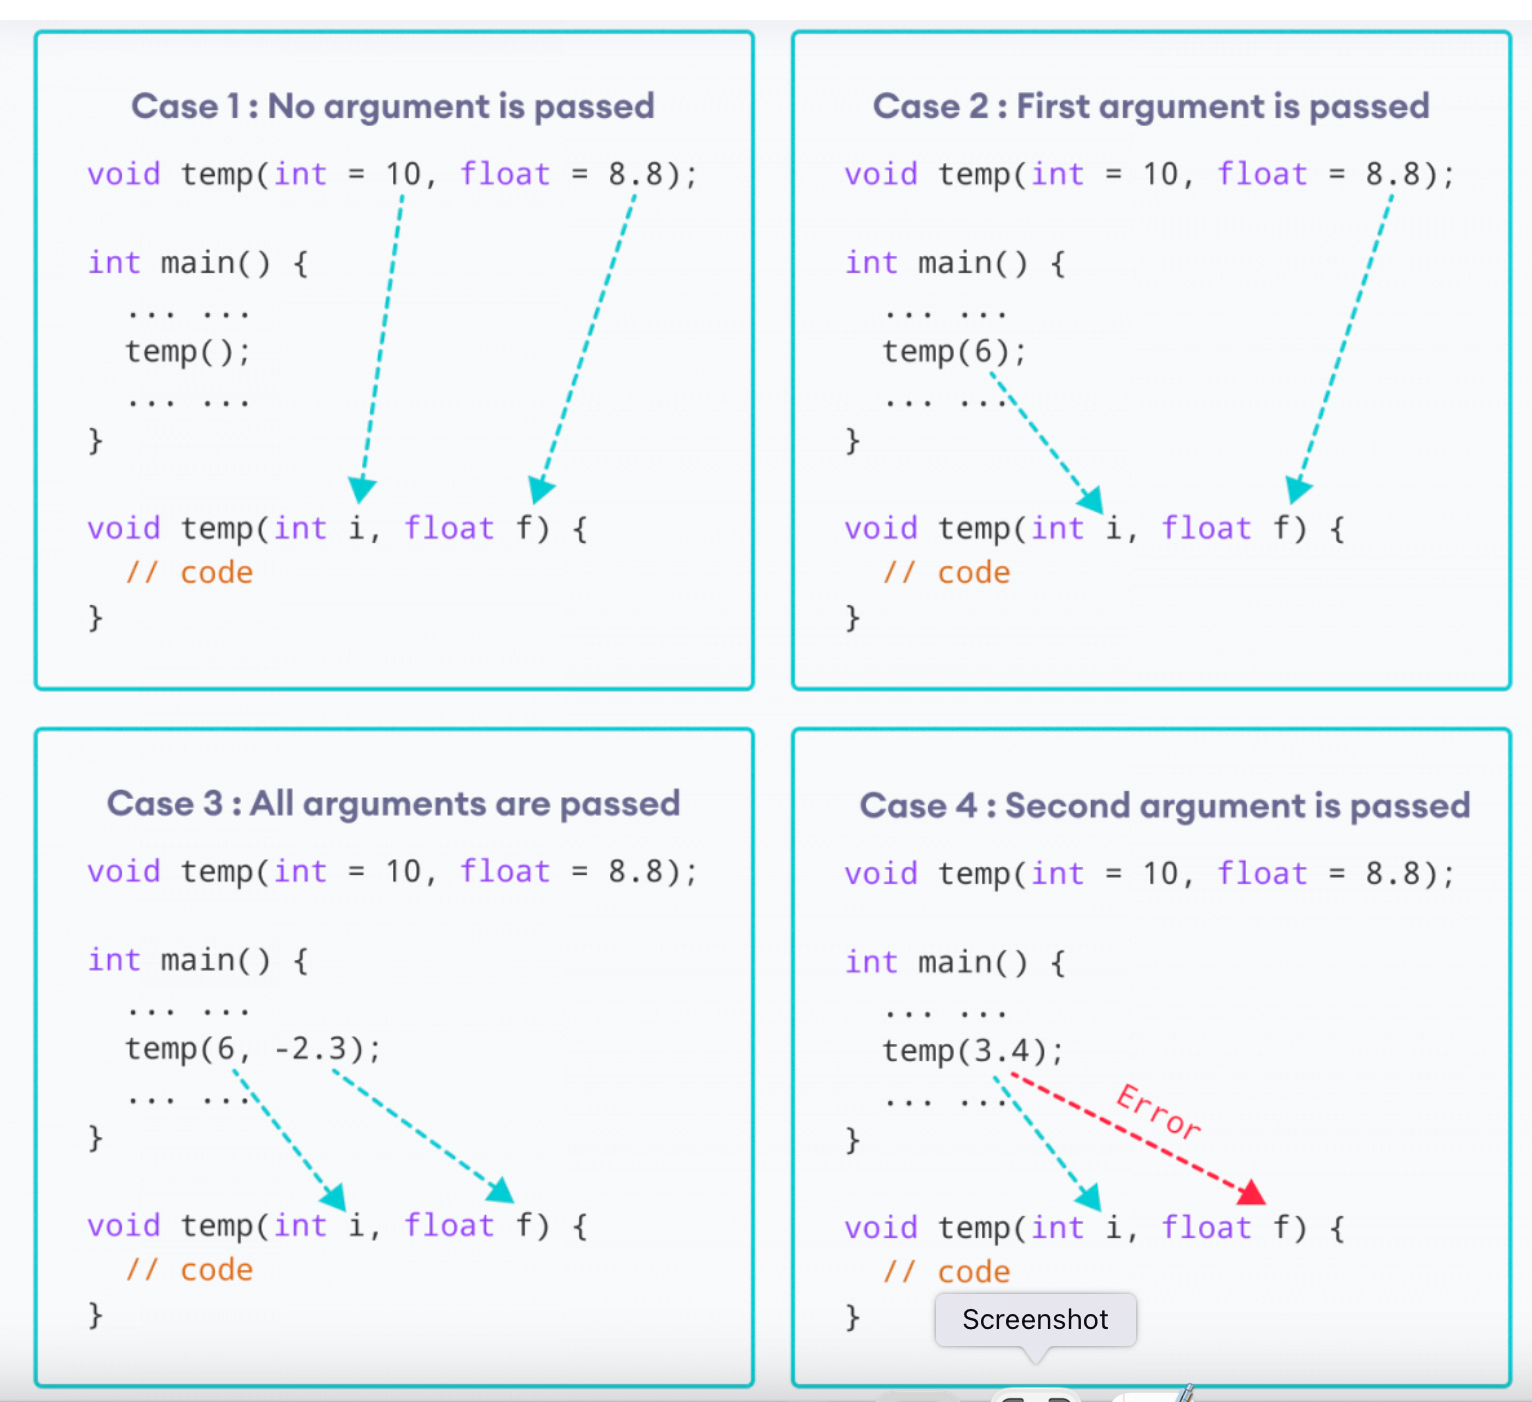 Case 1 : No argument is passed
void temp(int = 10, float = 8.8);
int main() {
... ...
temp();
... ...
}
void temp(int i, float f) {
// code
}
Case 2 : First argument is passed
void temp(int = 10, float = 8.8);
int main() {
... ...
temp(6);
... ...
}
void temp(int i, float f) {
// code
}
Case 3 : All arguments are passed
void temp(int = 10, float = 8.8);
int main() {
... ...
temp(6, -2.3);
... ...
}
void temp(int i, float f) {
// code
}
Case 4 : Second argument is passed
void temp(int = 10, float = 8.8);
int main() {
... ...
temp(3.4);
... ...
Error
}
void temp(int i, float f) {
// code
}
Screenshot